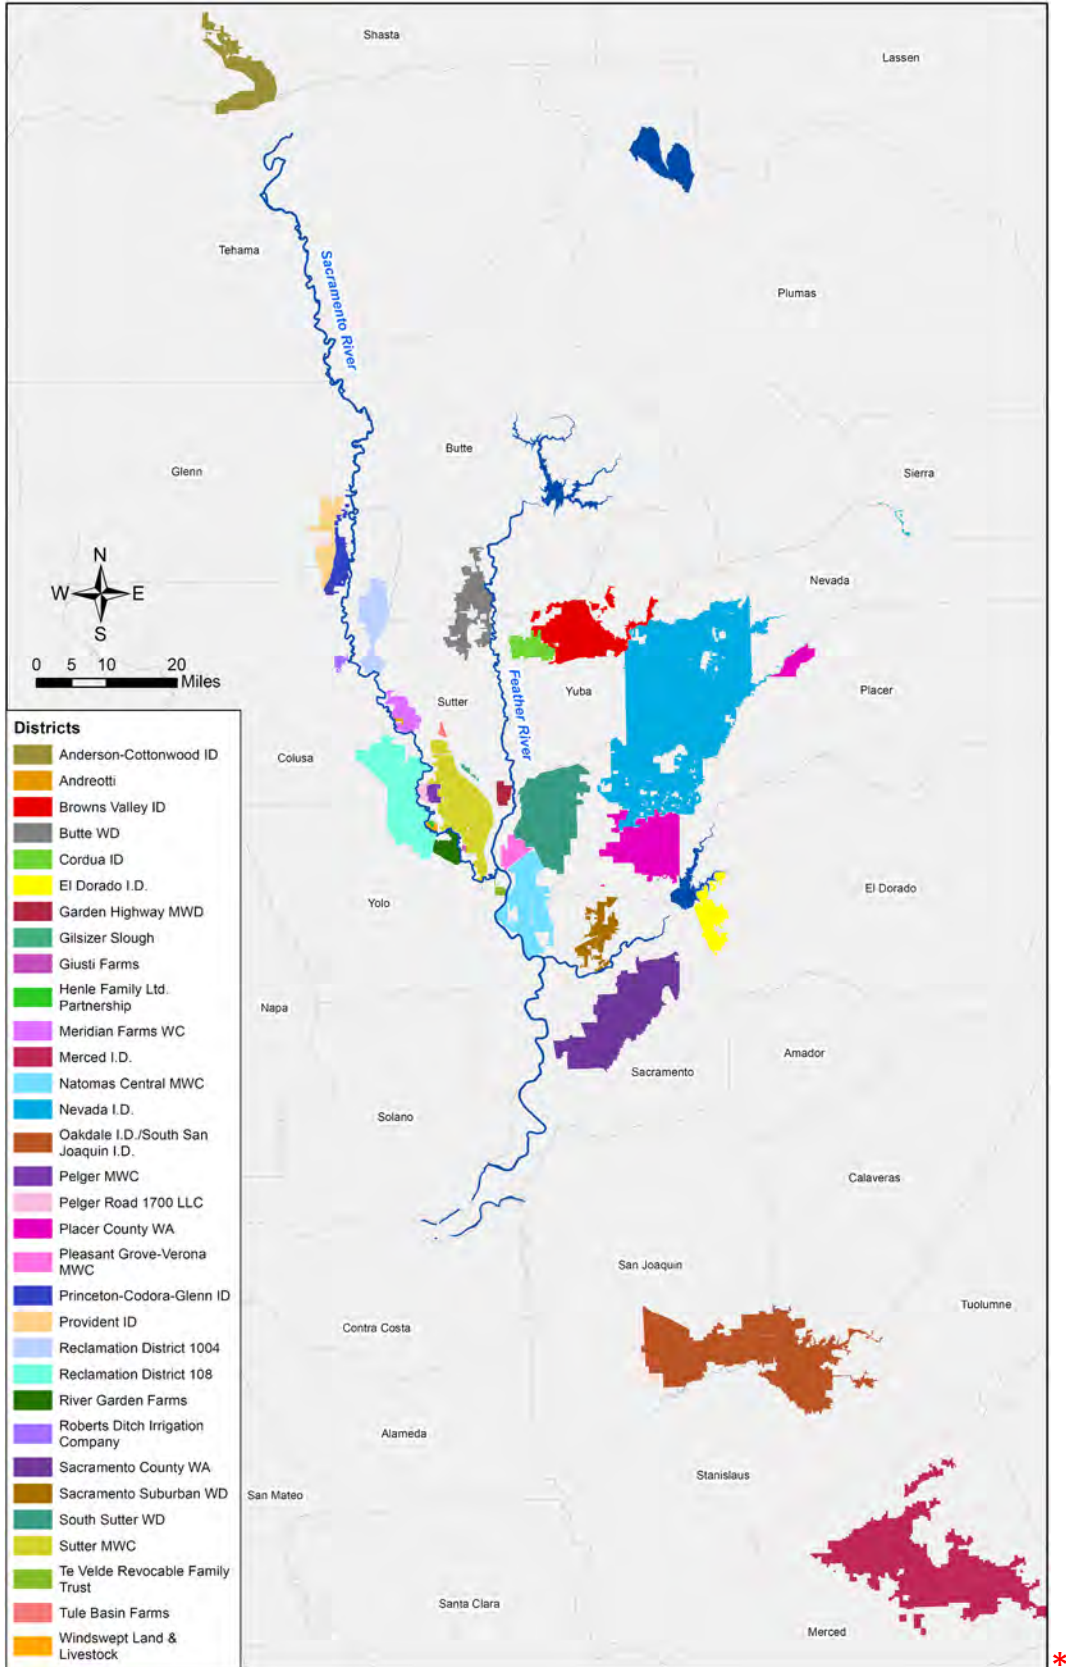 Shasta
Lassen
Tehama
Sacramento River
Plumas
Butte
Glenn
Sierra
N
W E
S
Nevada
0 5 10 20
Miles
Feather River
Yuba
Placer
Sutter
Colusa
Yolo
El Dorado
Napa
Amador
Sacramento
Solano
Calaveras
San Joaquin
Tuolumne
Contra Costa
Alameda
Stanislaus
San Mateo
Santa Clara
Merced
Districts
Anderson-Cottonwood ID
Andreotti
Browns Valley ID
Butte WD
Cordua ID
El Dorado I.D.
Garden Highway MWD
Gilsizer Slough
Giusti Farms
Henle Family Ltd.
Partnership
Meridian Farms WC
Merced I.D.
Natomas Central MWC
Nevada I.D.
Oakdale I.D./South San
Joaquin I.D.
Pelger MWC
Pelger Road 1700 LLC
Placer County WA
Pleasant Grove-Verona
MWC
Princeton-Codora-Glenn ID
Provident ID
Reclamation District 1004
Reclamation District 108
River Garden Farms
Roberts Ditch Irrigation
Company
Sacramento County WA
Sacramento Suburban WD
South Sutter WD
Sutter MWC
Te Velde Revocable Family
Trust
Tule Basin Farms
Windswept Land &
Livestock
*